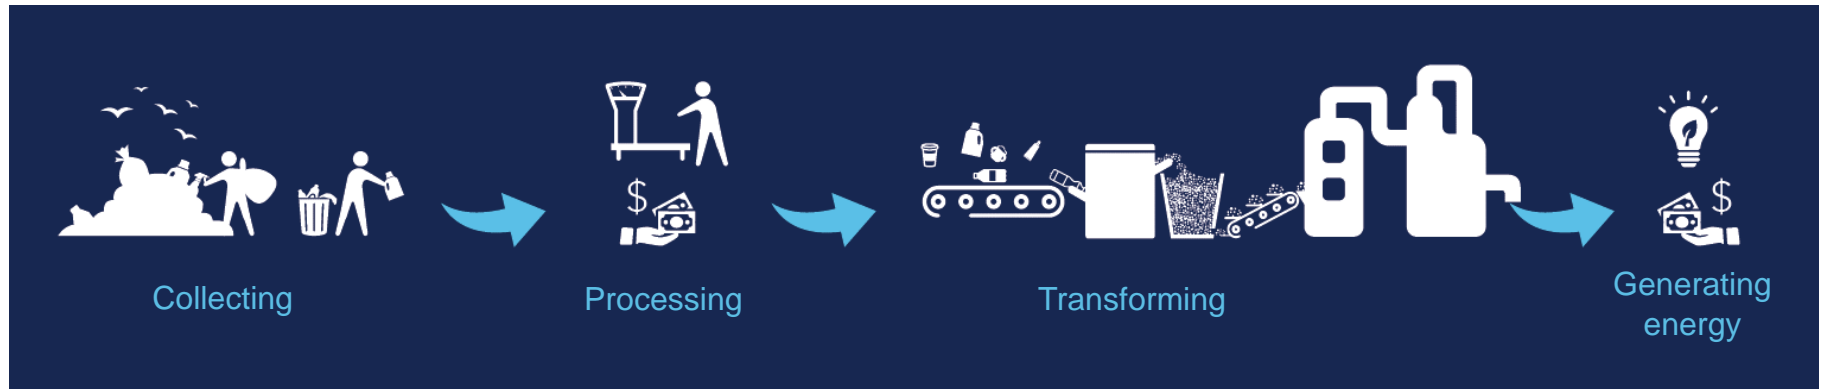 $
$
Collecting
Processing
Transforming
Generating
energy